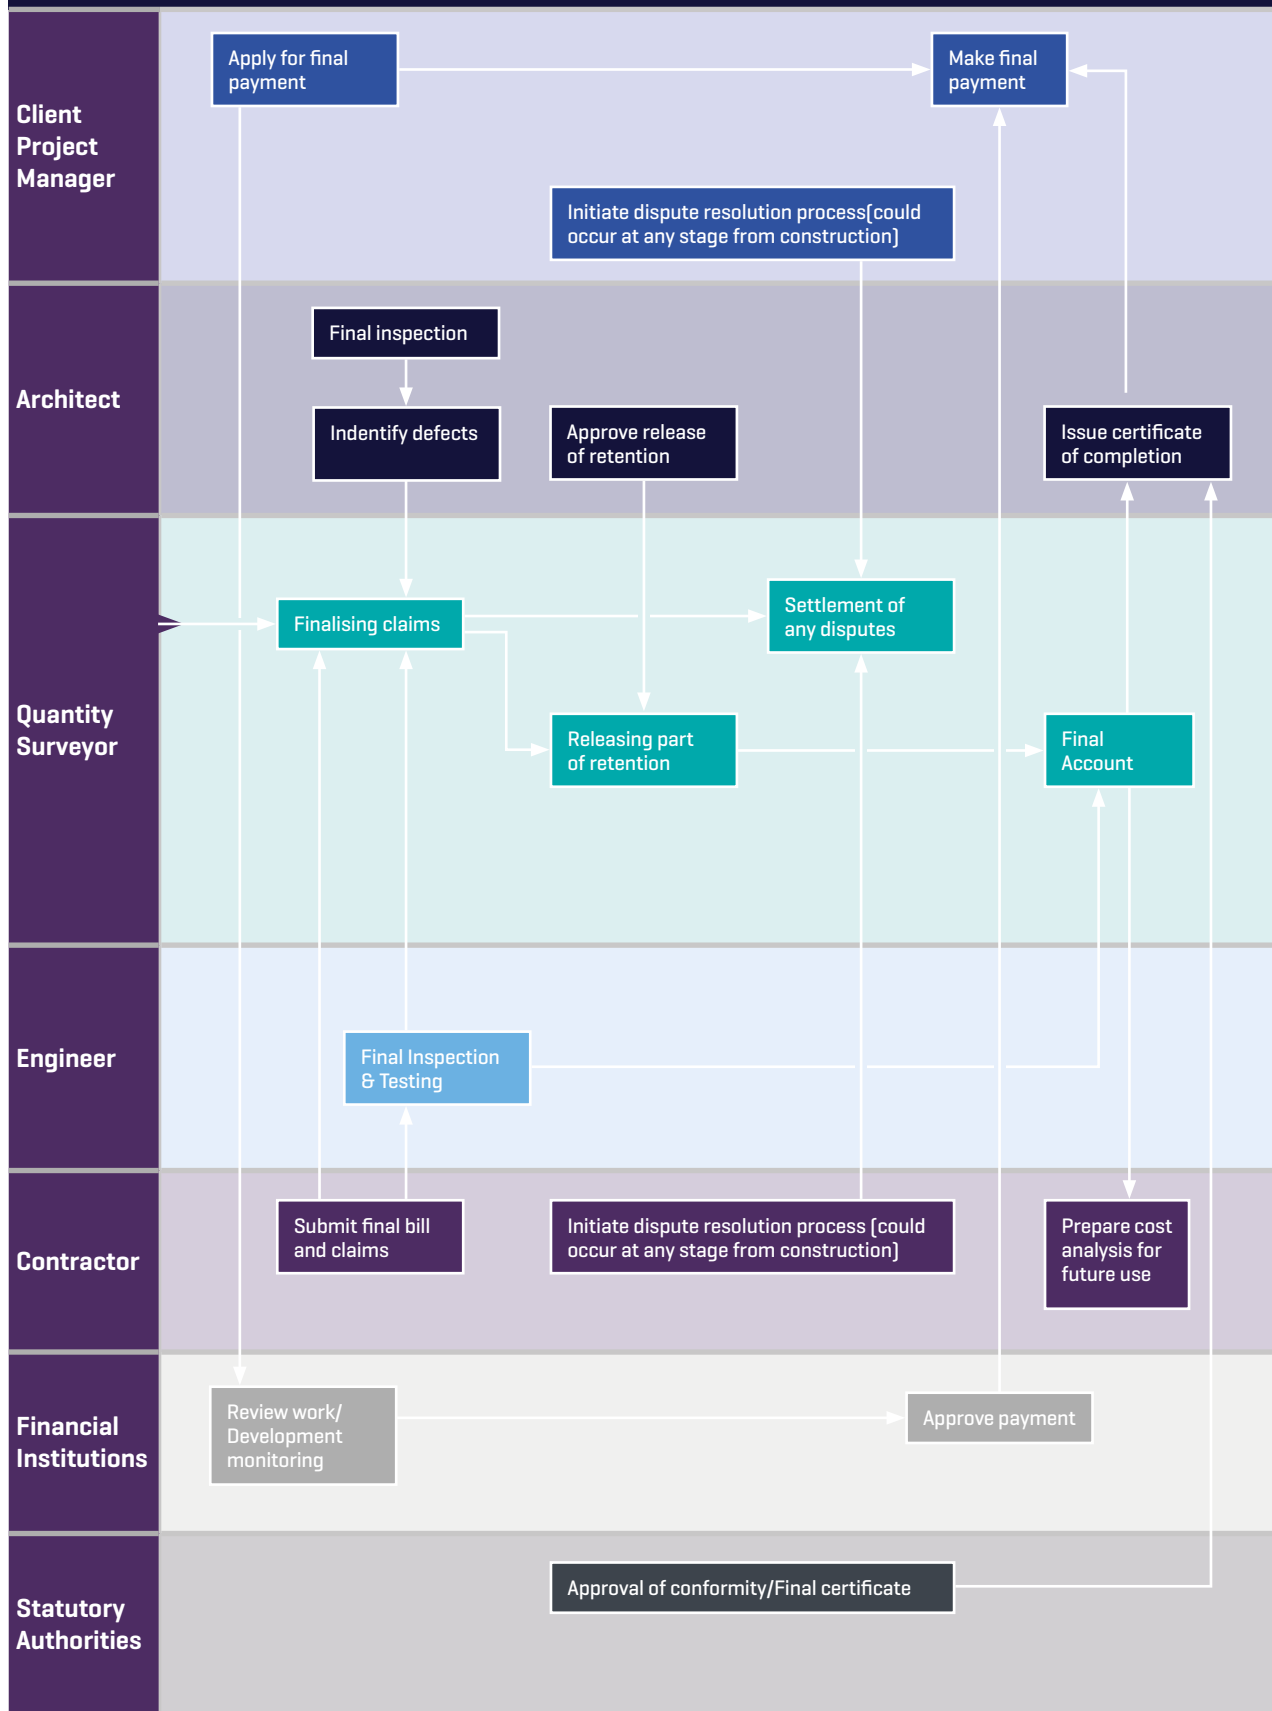 Client
Project
Manager
Apply for final
payment
Make final
payment
Initiate dispute resolution process(could
occur at any stage from construction)
Architect
Final inspection
Indentify defects
Approve release
of retention
Issue certificate
of completion
Quantity
Surveyor
Finalising claims
Settlement of
any disputes
Releasing part
of retention
Final
Account
Engineer
Final Inspection
& Testing
Contractor
Submit final bill
and claims
Initiate dispute resolution process (could
occur at any stage from construction)
Prepare cost
analysis for
future use
Financial
Institutions
Review work/
Development
monitoring
Approve payment
Statutory
Authorities
Approval of conformity/Final certificate